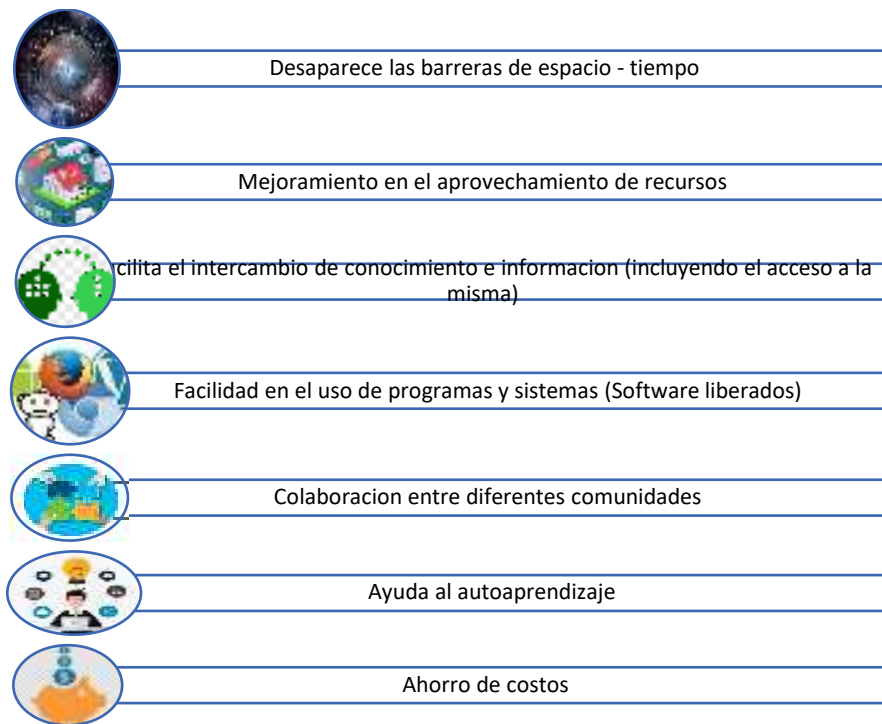 Desaparece las barreras de espacio - tiempo
Mejoramiento en el aprovechamiento de recursos
cilita el intercambio de conocimiento e informacion (incluyendo el acceso a la
misma)
Facilidad en el uso de programas y sistemas (Software liberados)
Colaboracion entre diferentes comunidades
Ayuda al autoaprendizaje
Ahorro de costos